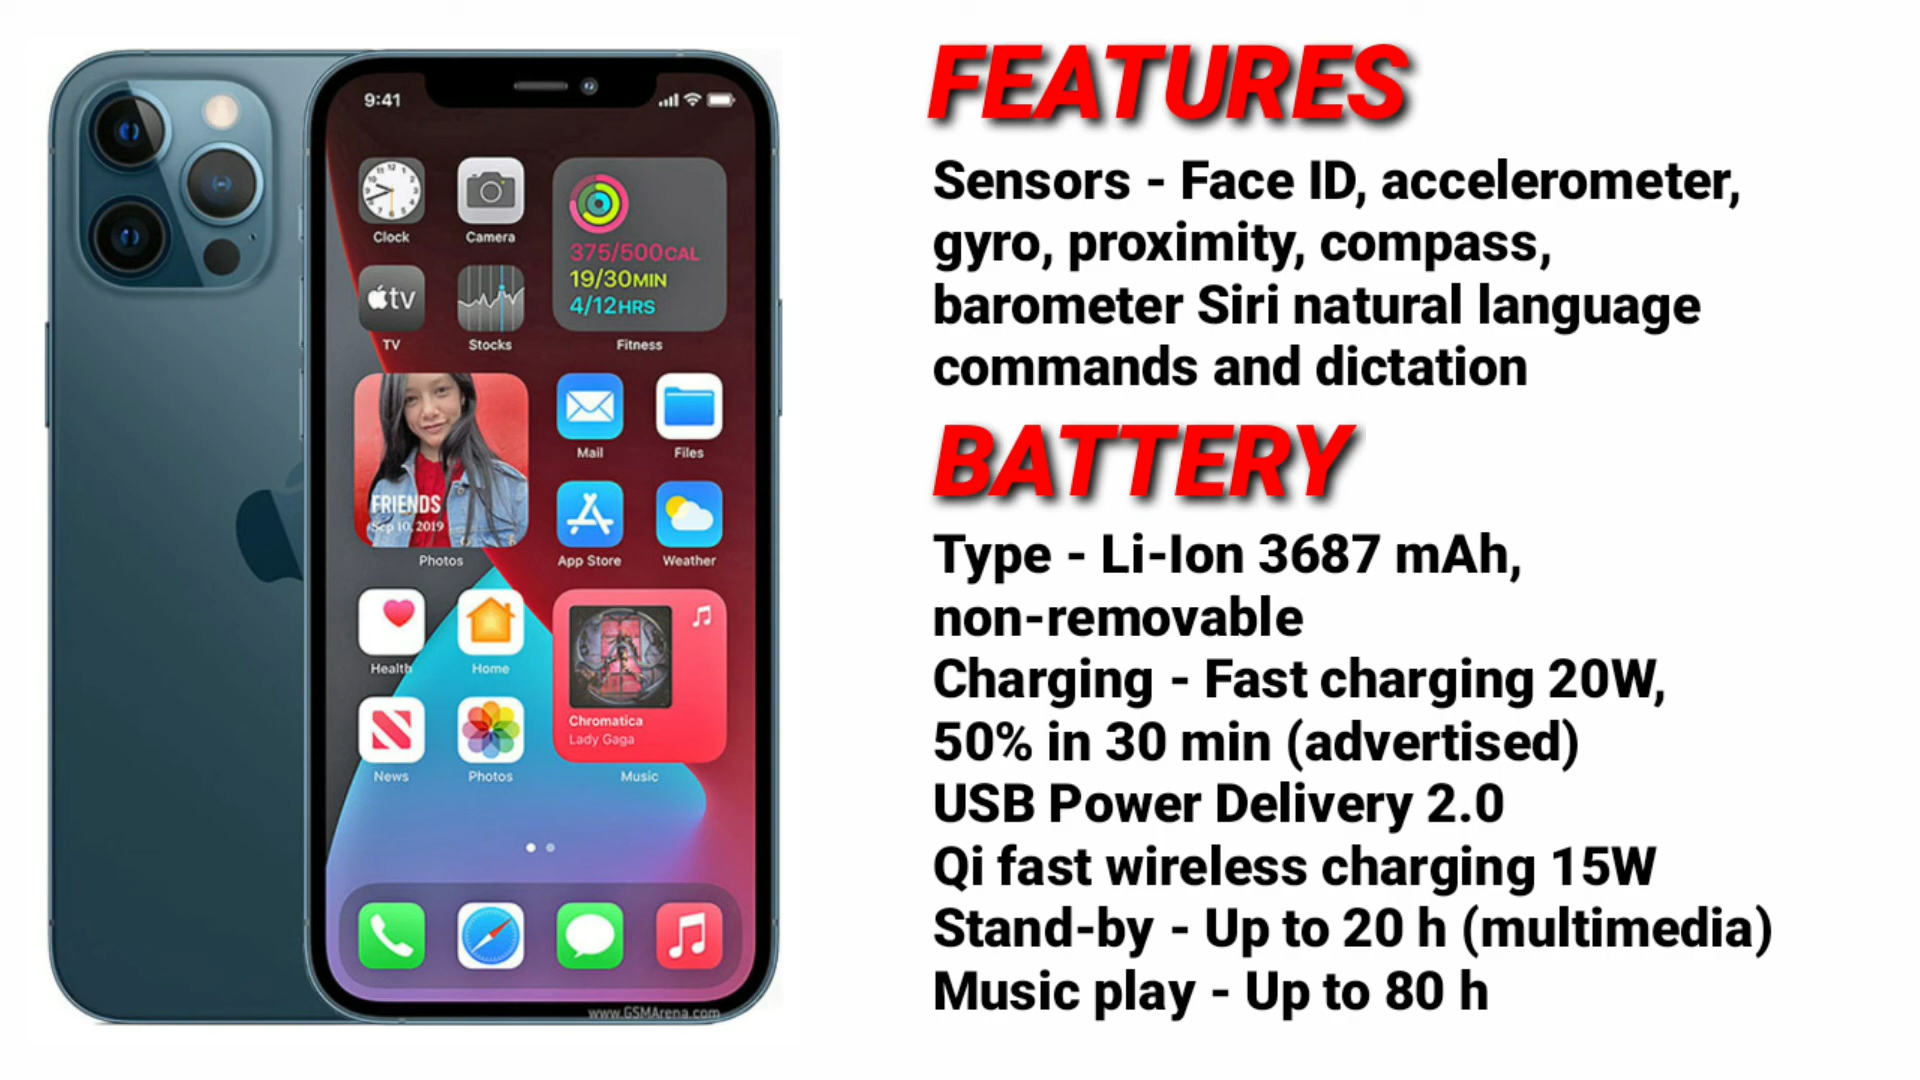 9:41
Clock
Camera
375/500CAL
19/30MIN
4/12HRS
tv
TV
Stocks
Fitness
FRIENDS
Sep 10, 2019
Photos
Mail
Files
App Store
Weather
Health
Home
Chromatica
Lady Gaga
News
Photos
Music
www.GSMArena.com
FEATURES
Sensors - Face ID, accelerometer,
gyro, proximity, compass,
barometer Siri natural language
commands and dictation
BATTERY
Type - Li-Ion 3687 mAh,
non-removable
Charging - Fast charging 20W,
50% in 30 min (advertised)
USB Power Delivery 2.0
Qi fast wireless charging 15W
Stand-by - Up to 20 h (multimedia)
Music play - Up to 80 h